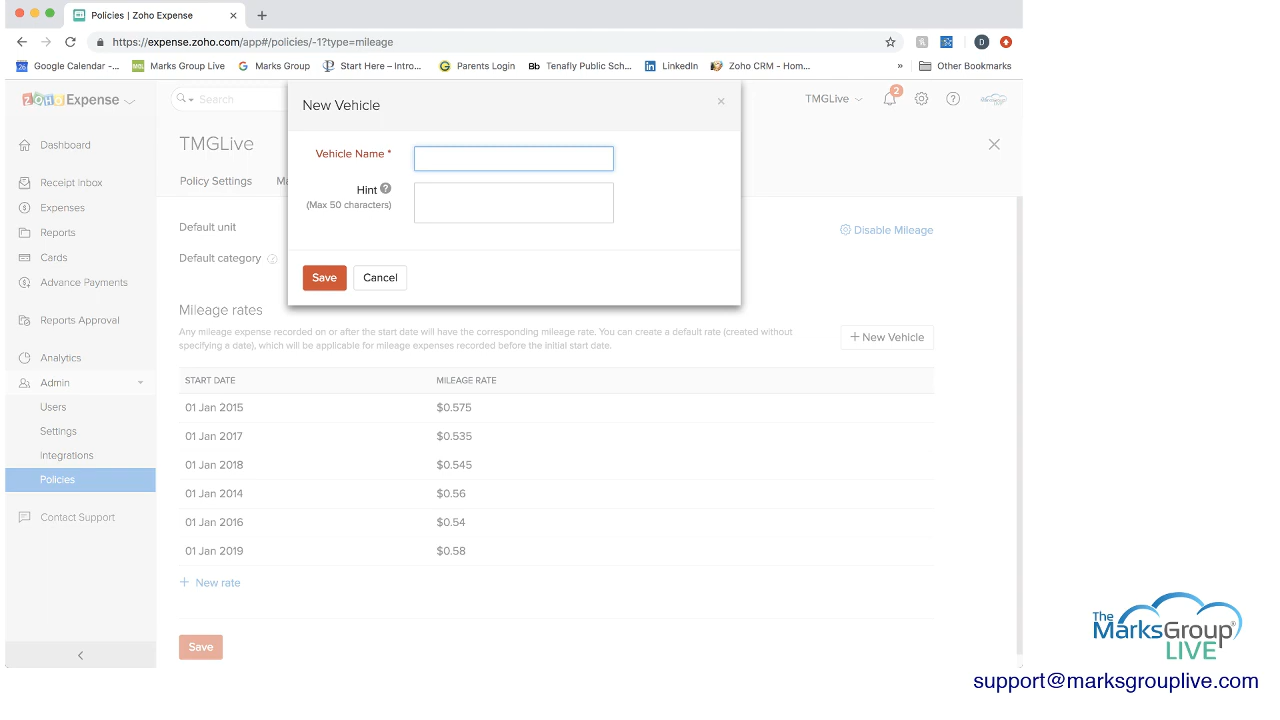 Policies | Zoho Expense
https://expense.zoho.com/app#/policies/-1?type=mileage
D
Google Calendar -...
Marks Group Live
Marks Group
Start Here – Intro...
Parents Login
Bb Tenafly Public Sch...
LinkedIn
Zoho CRM - Hom...
»
Other Bookmarks
ZOHO Expense
Search
TMGLive
2
New Vehicle
×
Vehicle Name *
Hint ?
(Max 50 characters)
Save
Cancel
Dashboard
Receipt Inbox
Expenses
Reports
Cards
Advance Payments
Reports Approval
Analytics
Admin
Users
Settings
Integrations
Policies
Contact Support
TMGLive
Policy Settings
Ma
Default unit
Default category
Disable Mileage
Mileage rates
Any mileage expense recorded on or after the start date will have the corresponding mileage rate. You can create a default rate (created without
specifying a date), which will be applicable for mileage expenses recorded before the initial start date.
+ New Vehicle
START DATE MILEAGE RATE
01 Jan 2015 $0.575
01 Jan 2017 $0.535
01 Jan 2018 $0.545
01 Jan 2014 $0.56
01 Jan 2016 $0.54
01 Jan 2019 $0.58
+ New rate
Save
The
MarksGroup®
LIVE
support@marksgrouplive.com